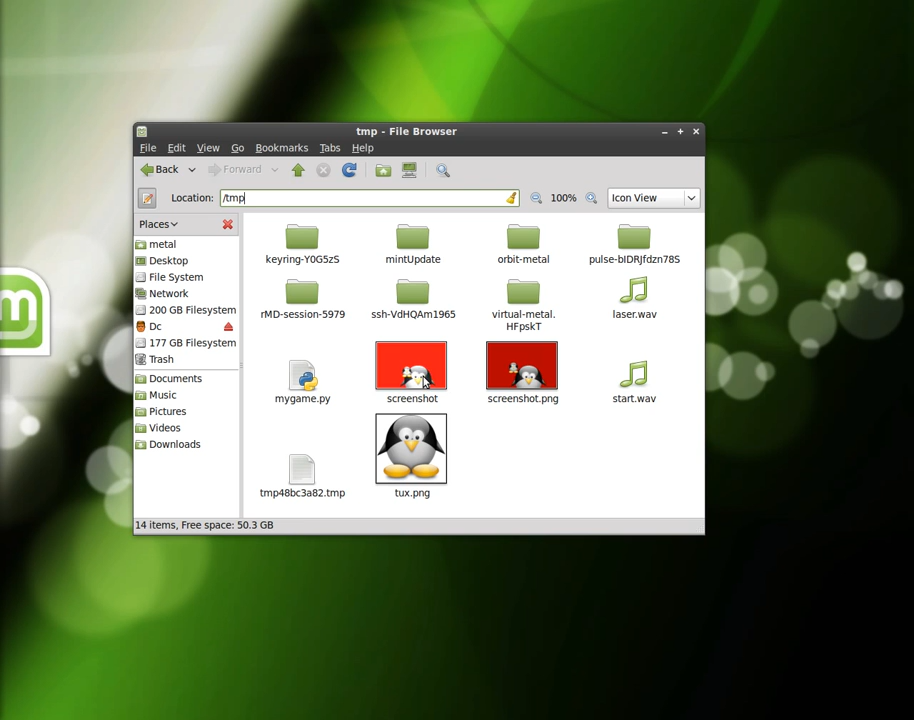 tmp - File Browser
File Edit View Go Bookmarks Tabs Help
Back Forward
Location: /tmp 100% Icon View
Places
metal
Desktop
File System
Network
200 GB Filesystem
Dc
177 GB Filesystem
Trash
Documents
Music
Pictures
Videos
Downloads
keyring-Y0G5zS mintUpdate orbit-metal pulse-bIDRJfdzn78S
rMD-session-5979 ssh-VdHQAm1965 virtual-metal. laser.wav
HFpskT
mygame.py screenshot screenshot.png start.wav
tmp48bc3a82.tmp tux.png
14 items, Free space: 50.3 GB